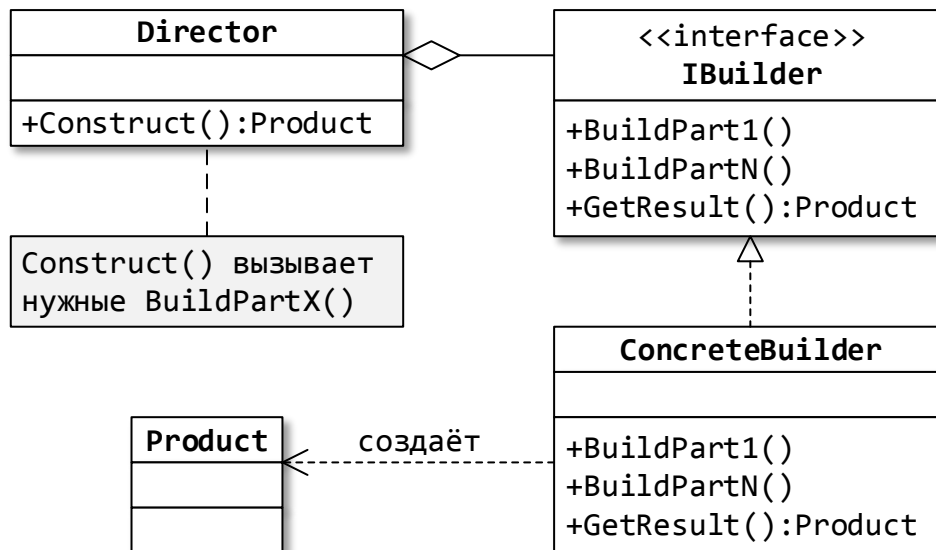 Director
+Construct():Product
<<interface>>
IBuilder
+BuildPart1()
+BuildPartN()
+GetResult():Product
Construct() вызывает
нужные BuildPartX()
ConcreteBuilder
+BuildPart1()
+BuildPartN()
+GetResult():Product
Product
создаёт